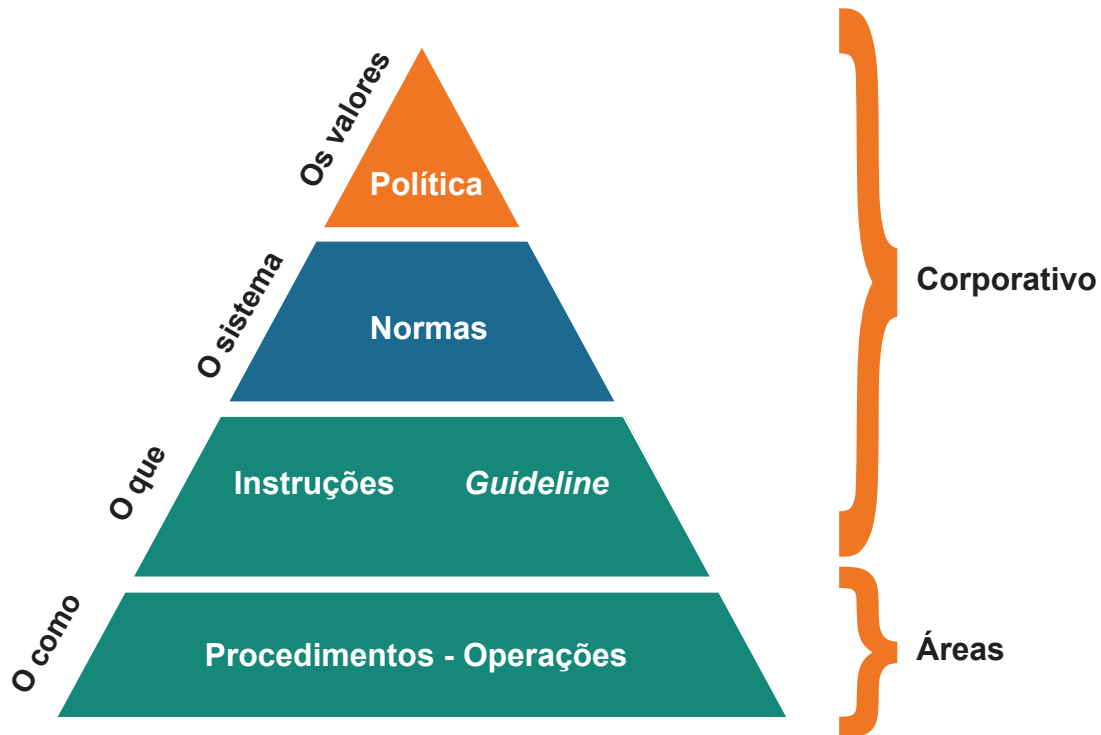 Os valores
Política
O sistema
Normas
Corporativo
O que
Instruções Guideline
O como
Procedimentos - Operações
Áreas